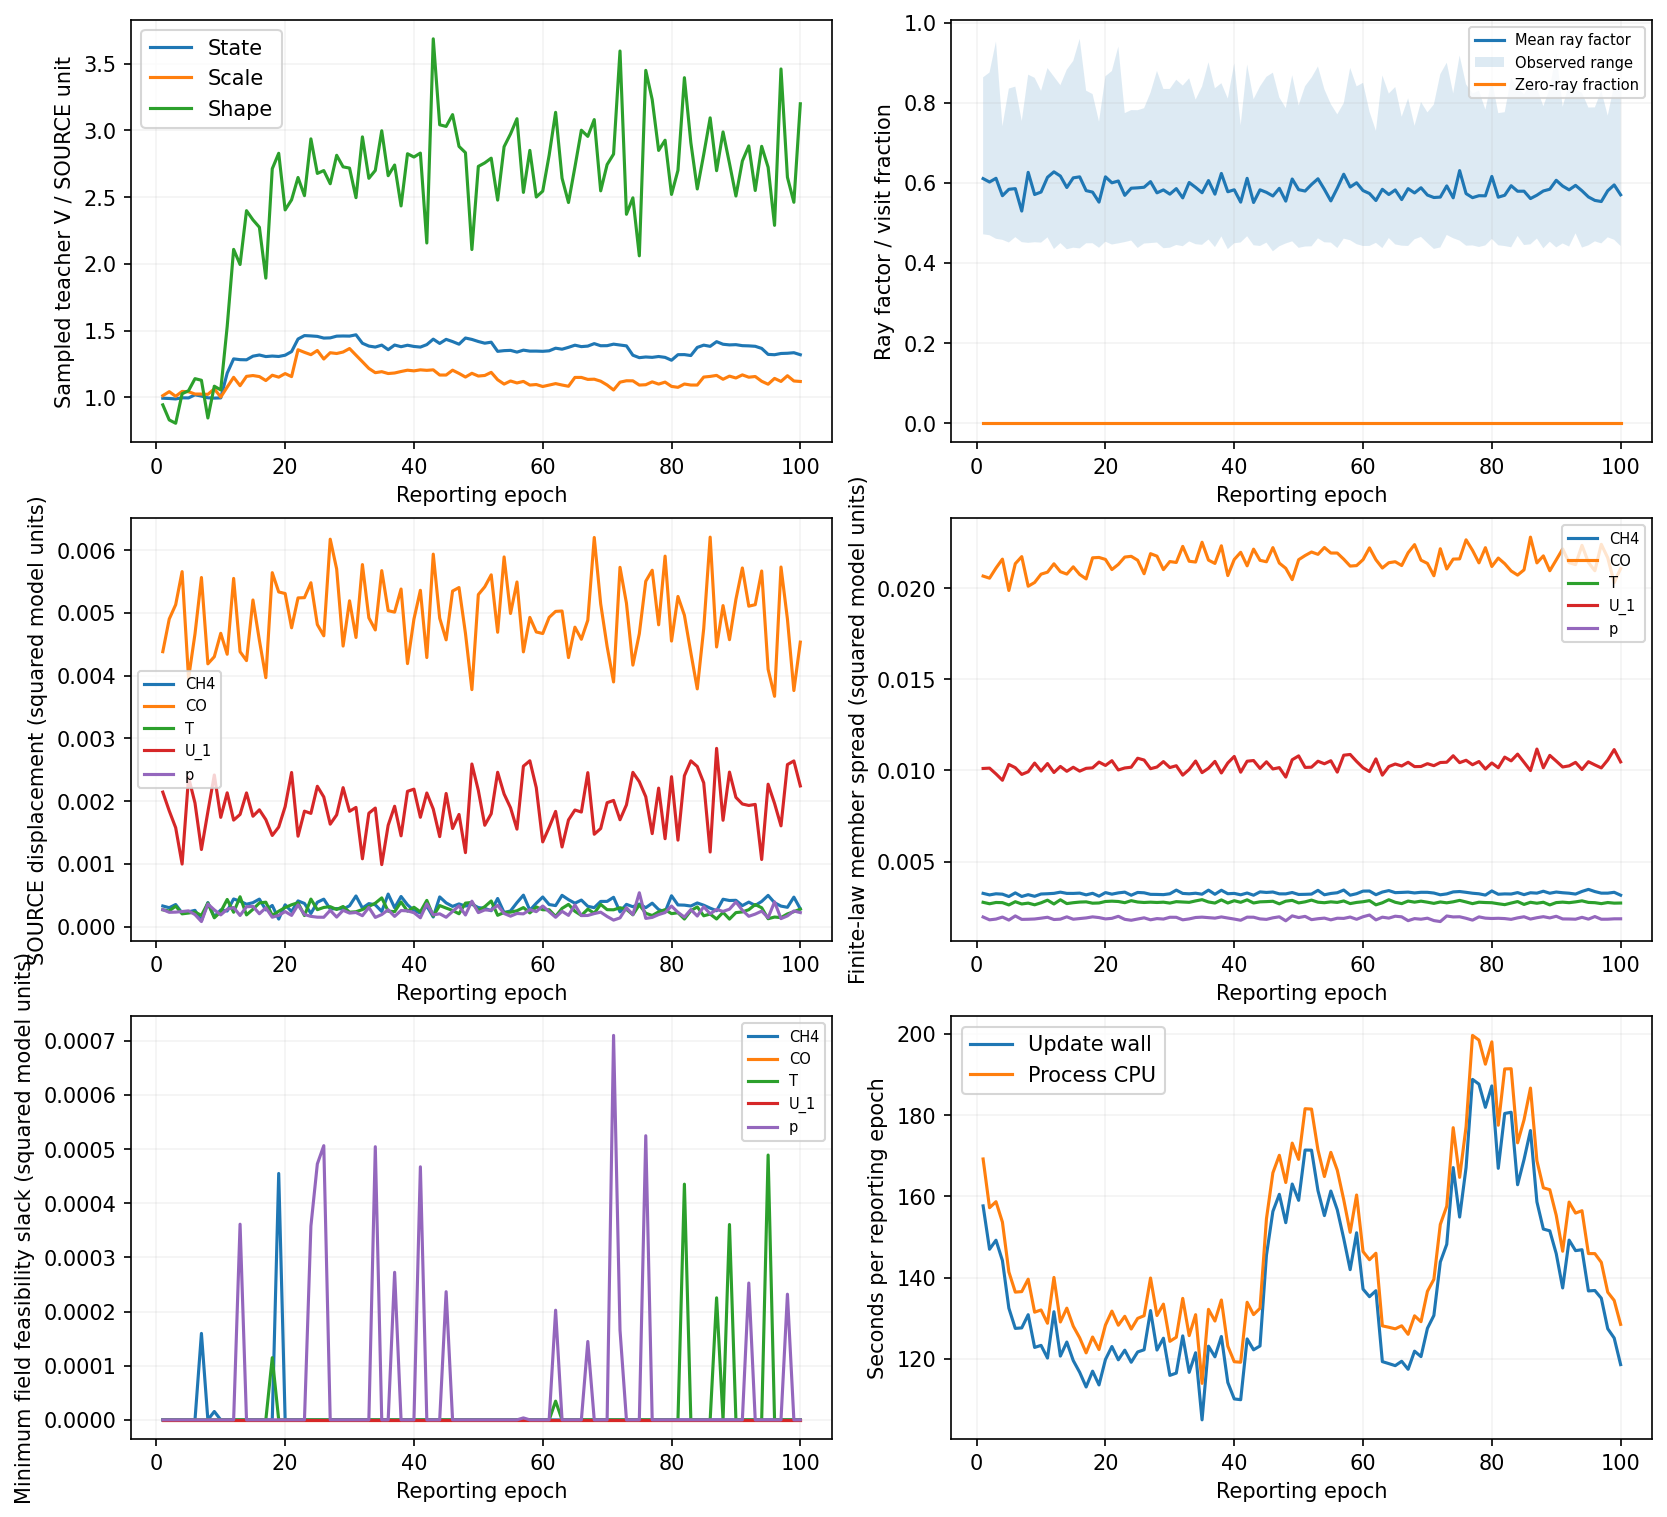 Sampled teacher V / SOURCE unit
3.5
3.0
2.5
2.0
1.5
1.0
State
Scale
Shape
0 20 40 60 80 100
Reporting epoch
Ray factor / visit fraction
1.0
0.8
0.6
0.4
0.2
0.0
Mean ray factor
Observed range
Zero-ray fraction
0 20 40 60 80 100
Reporting epoch
SOURCE displacement (squared model units)
0.006
0.005
0.004
0.003
0.002
0.001
0.000
CH4
CO
T
U_1
p
0 20 40 60 80 100
Reporting epoch
Finite-law member spread (squared model units)
0.020
0.015
0.010
0.005
CH4
CO
T
U_1
p
0 20 40 60 80 100
Reporting epoch
Minimum field feasibility slack (squared model units)
0.0007
0.0006
0.0005
0.0004
0.0003
0.0002
0.0001
0.0000
CH4
CO
T
U_1
p
0 20 40 60 80 100
Reporting epoch
Seconds per reporting epoch
200
180
160
140
120
Update wall
Process CPU
0 20 40 60 80 100
Reporting epoch